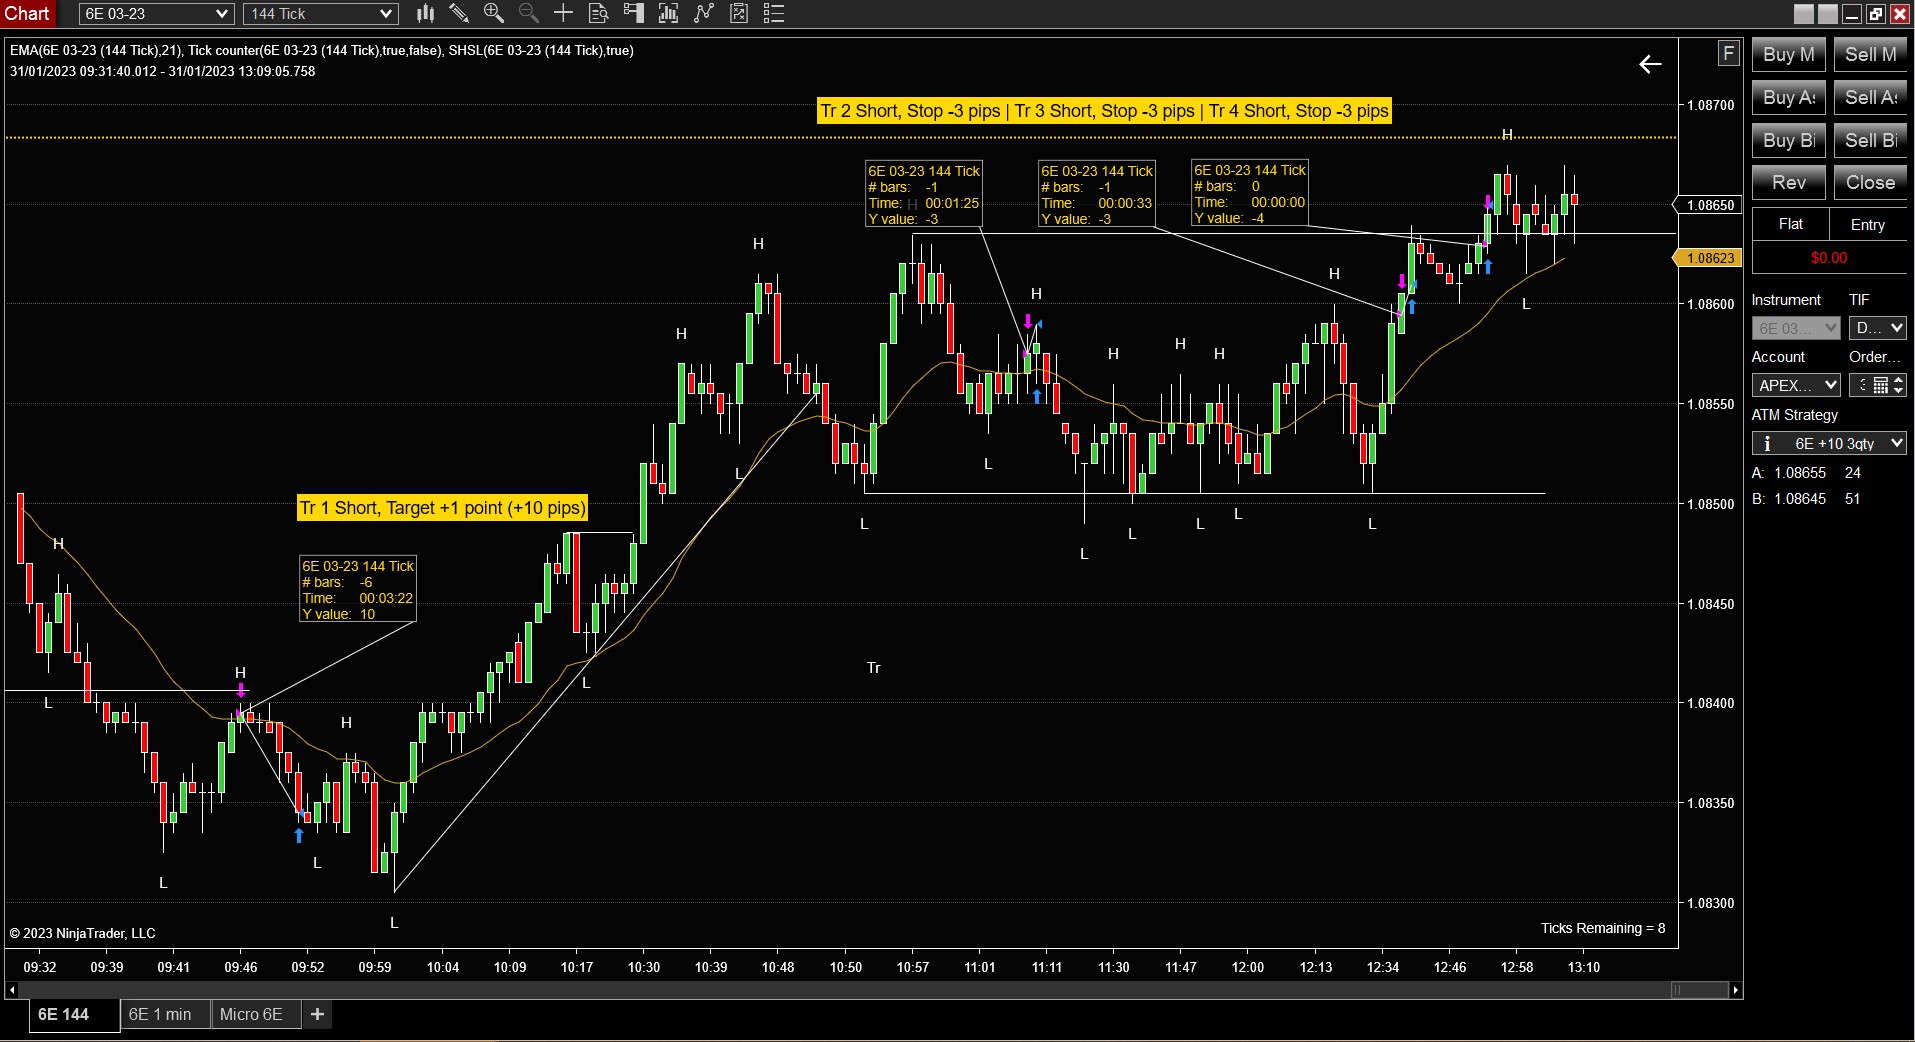 Chart 6E 03-23 144 Tick
EMA(6E 03-23 (144 Tick),21), Tick counter(6E 03-23 (144 Tick),true,false), SHSL(6E 03-23 (144 Tick),true)
31/01/2023 09:31:40.012 - 31/01/2023 13:09:05.758
F
Tr 2 Short, Stop -3 pips | Tr 3 Short, Stop -3 pips | Tr 4 Short, Stop -3 pips
H
6E 03-23 144 Tick
# bars: -1
Time: 00:01:25
Y value: -3
6E 03-23 144 Tick
# bars: -1
Time: 00:00:33
Y value: -3
6E 03-23 144 Tick
# bars: 0
Time: 00:00:00
Y value: -4
H
H
H
H
H
H
H
H
L
L
L
Tr 1 Short, Target +1 point (+10 pips)
6E 03-23 144 Tick
# bars: -6
Time: 00:03:22
Y value: 10
H
L
L
L
L
L
L
L
Tr
H
L
L
H
L
L
L
1.08700
1.08650
1.08623
1.08600
1.08550
1.08500
1.08450
1.08400
1.08350
1.08300
© 2023 NinjaTrader, LLC
Ticks Remaining = 8
09:32 09:39 09:41 09:46 09:52 09:59 10:04 10:09 10:17 10:30 10:39 10:48 10:50 10:57 11:01 11:11 11:30 11:47 12:00 12:13 12:34 12:46 12:58 13:10
6E 144 6E 1 min Micro 6E +
Buy M Sell M
Buy As Sell As
Buy Bi Sell Bi
Rev Close
Flat Entry
$0.00
Instrument TIF
6E 03... D...
Account Order...
APEX... 3
ATM Strategy
i 6E +10 3qty
A: 1.08655 24
B: 1.08645 51